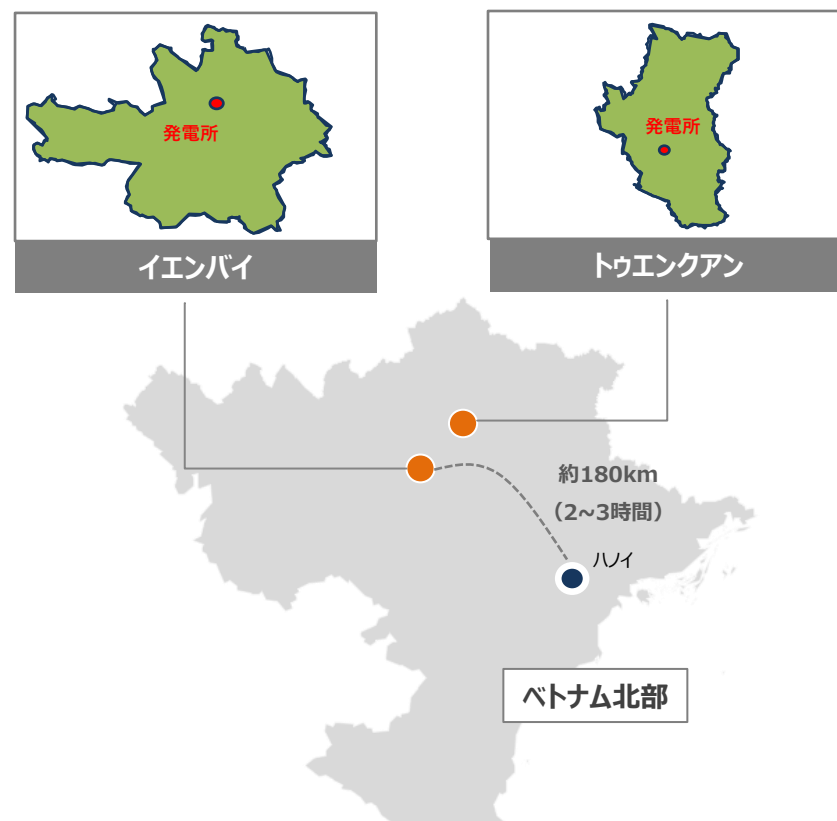 発電所
発電所
イエンバイ
トゥエンクアン
約180km
(2~3時間)
ハノイ
ベトナム北部